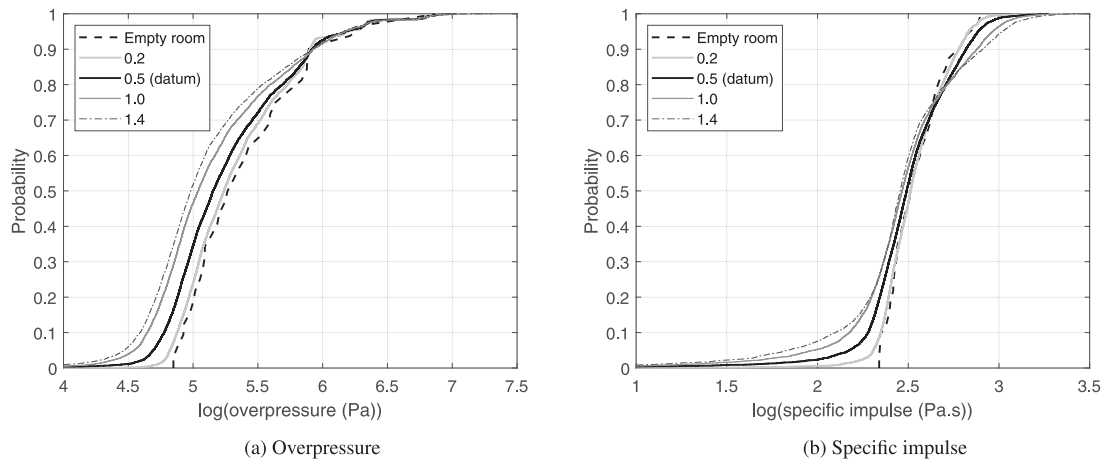 1
0.9
0.8
0.7
0.6
0.5
0.4
0.3
0.2
0.1
0
Probability
Empty room
0.2
0.5 (datum)
1.0
1.4
4 4.5 5 5.5 6 6.5 7 7.5
log(overpressure (Pa))
(a) Overpressure
1
0.9
0.8
0.7
0.6
0.5
0.4
0.3
0.2
0.1
0
Probability
Empty room
0.2
0.5 (datum)
1.0
1.4
1 1.5 2 2.5 3 3.5
log(specific impulse (Pa.s))
(b) Specific impulse